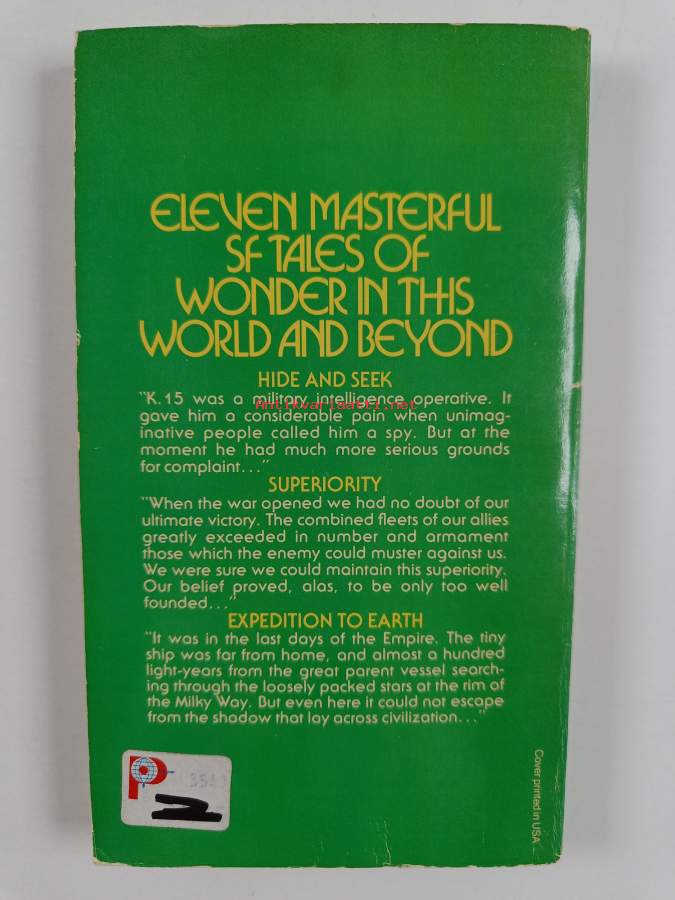 ELEVEN MASTERFUL
SF TALES OF
WONDER IN THIS
WORLD AND BEYOND
HIDE AND SEEK
"K.15 was a military intelligence operative. It
Antikvariaatti.net
gave him a considerable pain when unimag-
inative people called him a spy. But at the
moment he had much more serious grounds
for complaint..."
SUPERIORITY
"When the war opened we had no doubt of our
ultimate victory. The combined fleets of our allies
greatly exceeded in number and armament
those which the enemy could muster against us.
We were sure we could maintain this superiority.
Our belief proved, alas, to be only too well
founded..."
EXPEDITION TO EARTH
"It was in the last days of the Empire. The tiny
ship was far from home, and almost a hundred
light-years from the great parent vessel search-
ing through the loosely packed stars at the rim of
the Milky Way. But even here it could not escape
from the shadow that lay across civilization..."
P
Cover printed in USA